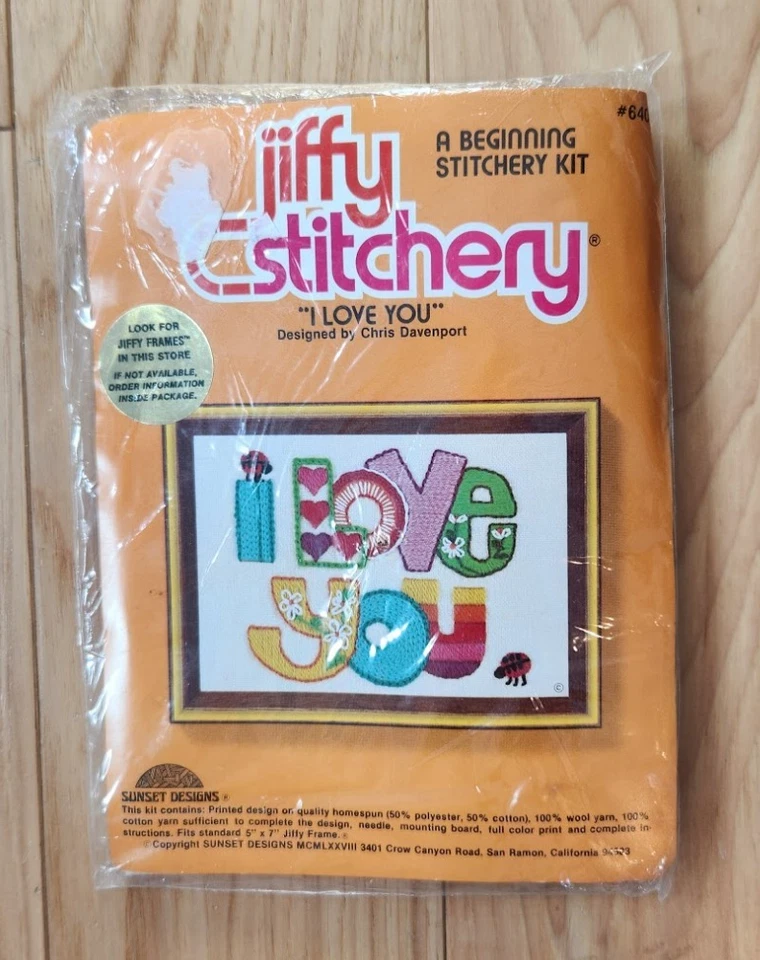 #640
A BEGINNING
STITCHERY KIT
jiffy
stitchery®
"I LOVE YOU"
Designed by Chris Davenport
LOOK FOR
JIFFY FRAMES™
IN THIS STORE
IF NOT AVAILABLE,
ORDER INFORMATION
INSIDE PACKAGE.
i LOVe
you
©
SUNSET DESIGNS®
This kit contains: Printed design on quality homespun (50% polyester, 50% cotton), 100% wool yarn, 100%
cotton yarn sufficient to complete the design, needle, mounting board, full color print and complete in-
structions. Fits standard 5" x 7" Jiffy Frame.®
© Copyright SUNSET DESIGNS MCMLXXVIII 3401 Crow Canyon Road, San Ramon, California